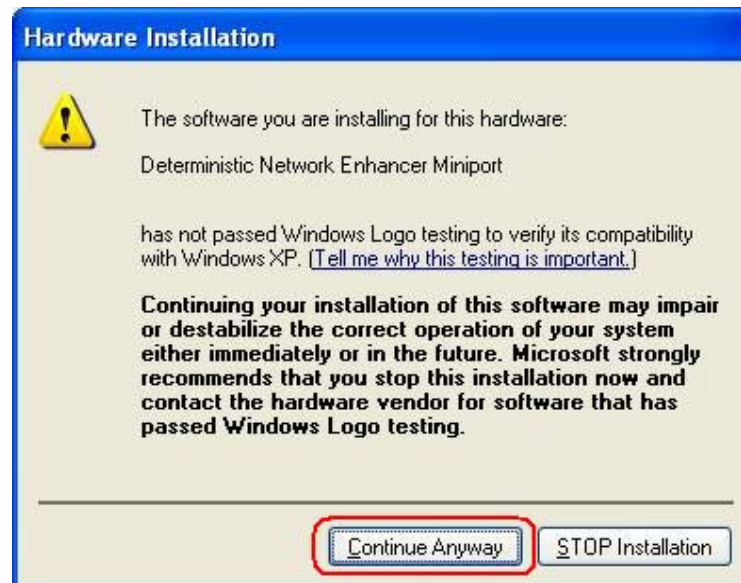 Hardware Installation
The software you are installing for this hardware:
Deterministic Network Enhancer Miniport
has not passed Windows Logo testing to verify its compatibility
with Windows XP. (Tell me why this testing is important.)
Continuing your installation of this software may impair
or destabilize the correct operation of your system
either immediately or in the future. Microsoft strongly
recommends that you stop this installation now and
contact the hardware vendor for software that has
passed Windows Logo testing.
Continue Anyway
STOP Installation